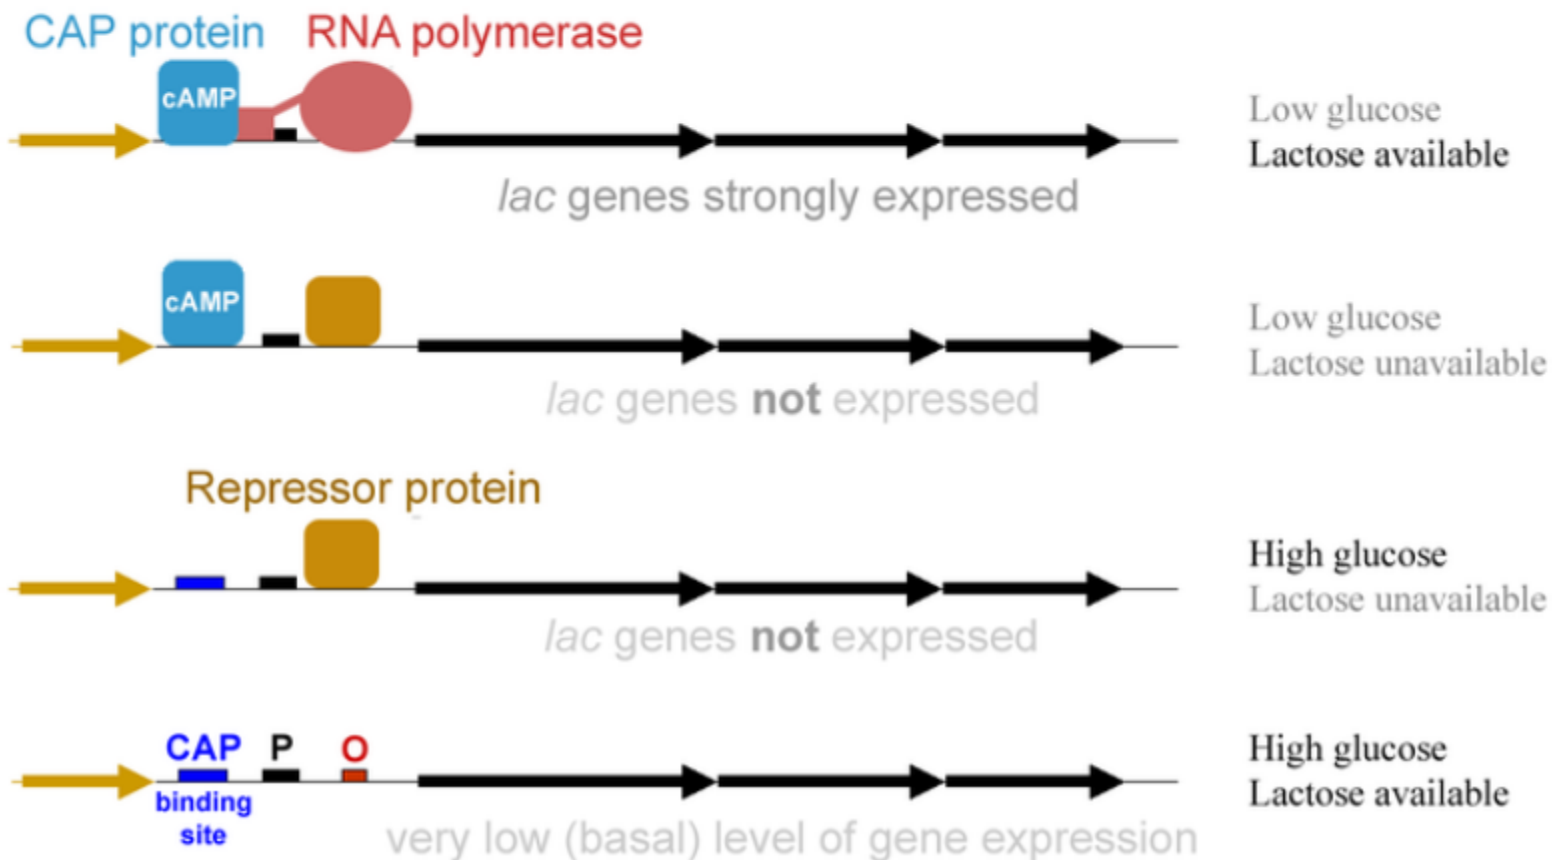 CAP protein RNA polymerase
cAMP
Low glucose
Lactose available
lac genes strongly expressed
cAMP
Low glucose
Lactose unavailable
lac genes not expressed
Repressor protein
High glucose
Lactose unavailable
lac genes not expressed
CAP P O
binding
site
High glucose
Lactose available
very low (basal) level of gene expression